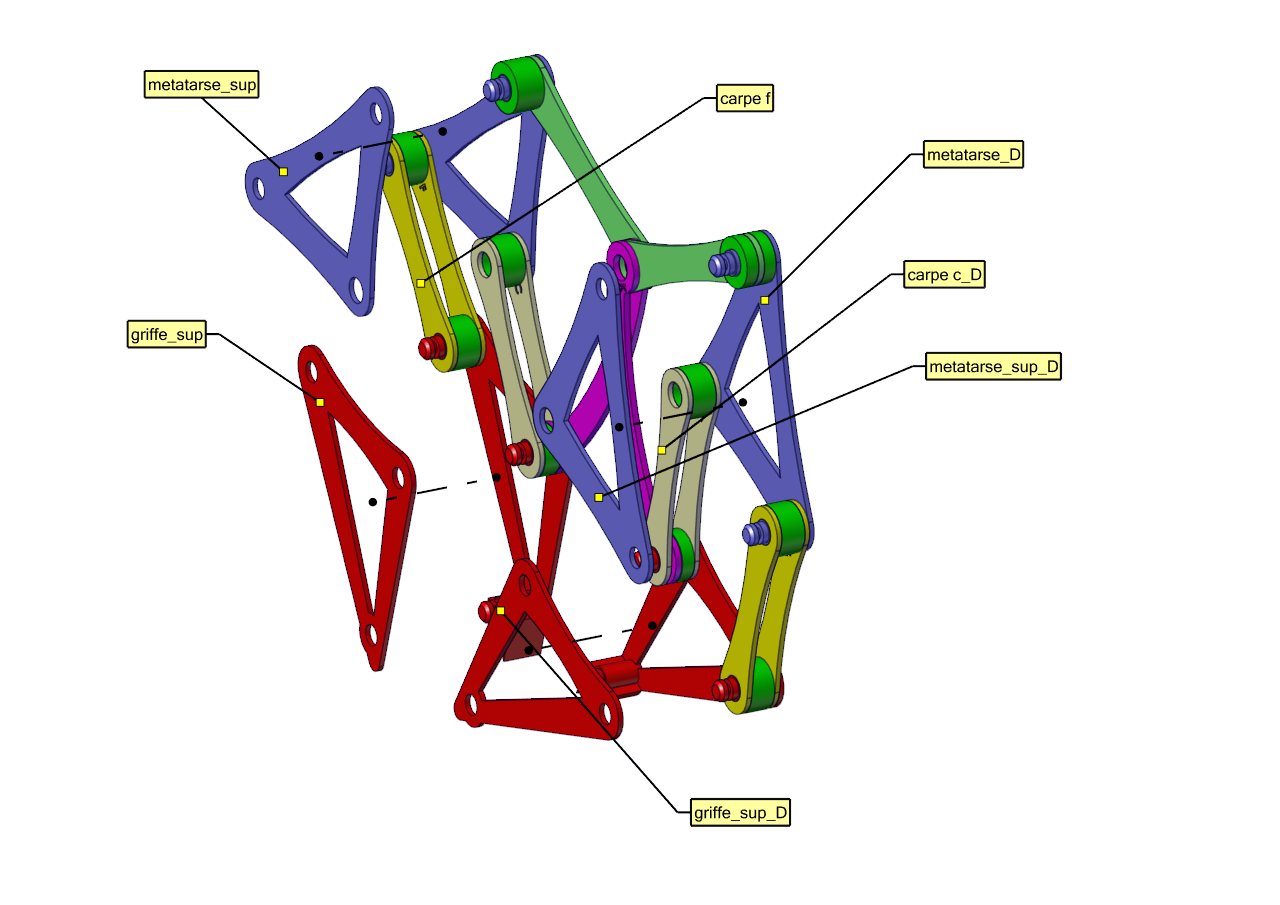 metatarse_sup
carpe f
metatarse_D
carpe c_D
griffe_sup
metatarse_sup_D
griffe_sup_D